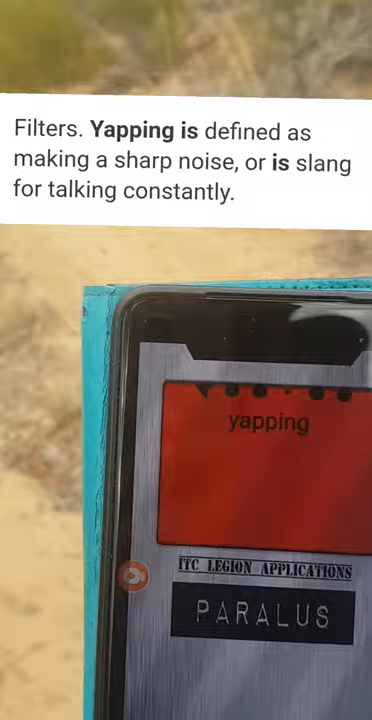 Filters. Yapping is defined as
making a sharp noise, or is slang
for talking constantly.
yapping
ITC LEGION APPLICATIONS
PARALUS